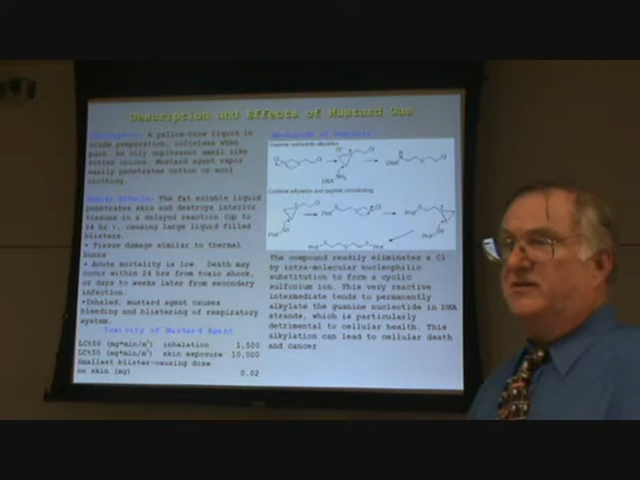 Description and Effects of Mustard Gas
A yellow-brown liquid in
crude preparation, colorless when
pure. An oily unpleasant smell like
rotten onions. Mustard agent vapor
easily penetrates cotton or wool
clothing.
Health Effects: The fat soluble liquid
penetrates skin and destroys interior
tissues in a delayed reaction (up to
24 hr.), causing large liquid filled
blisters.
• Tissue damage similar to thermal
burns
• Acute mortality is low. Death may
occur within 24 hrs from toxic shock,
or days to weeks later from secondary
infection.
•Inhaled, mustard agent causes
bleeding and blistering of respiratory
system.
Toxicity of Mustard Agent
LCt50 (mg*min/m³) inhalation 1,500
LCt50 (mg*min/m³) skin exposure 10,000
Smallest blister-causing dose
on skin (mg) 0.02
Mechanism of Toxicity
The compound readily eliminates a Cl-
by intra-molecular nucleophilic
substitution to form a cyclic
sulfonium ion. This very reactive
intermediate tends to permanently
alkylate the guanine nucleotide in DNA
strands, which is particularly
detrimental to cellular health. This
alkylation can lead to cellular death
and cancer